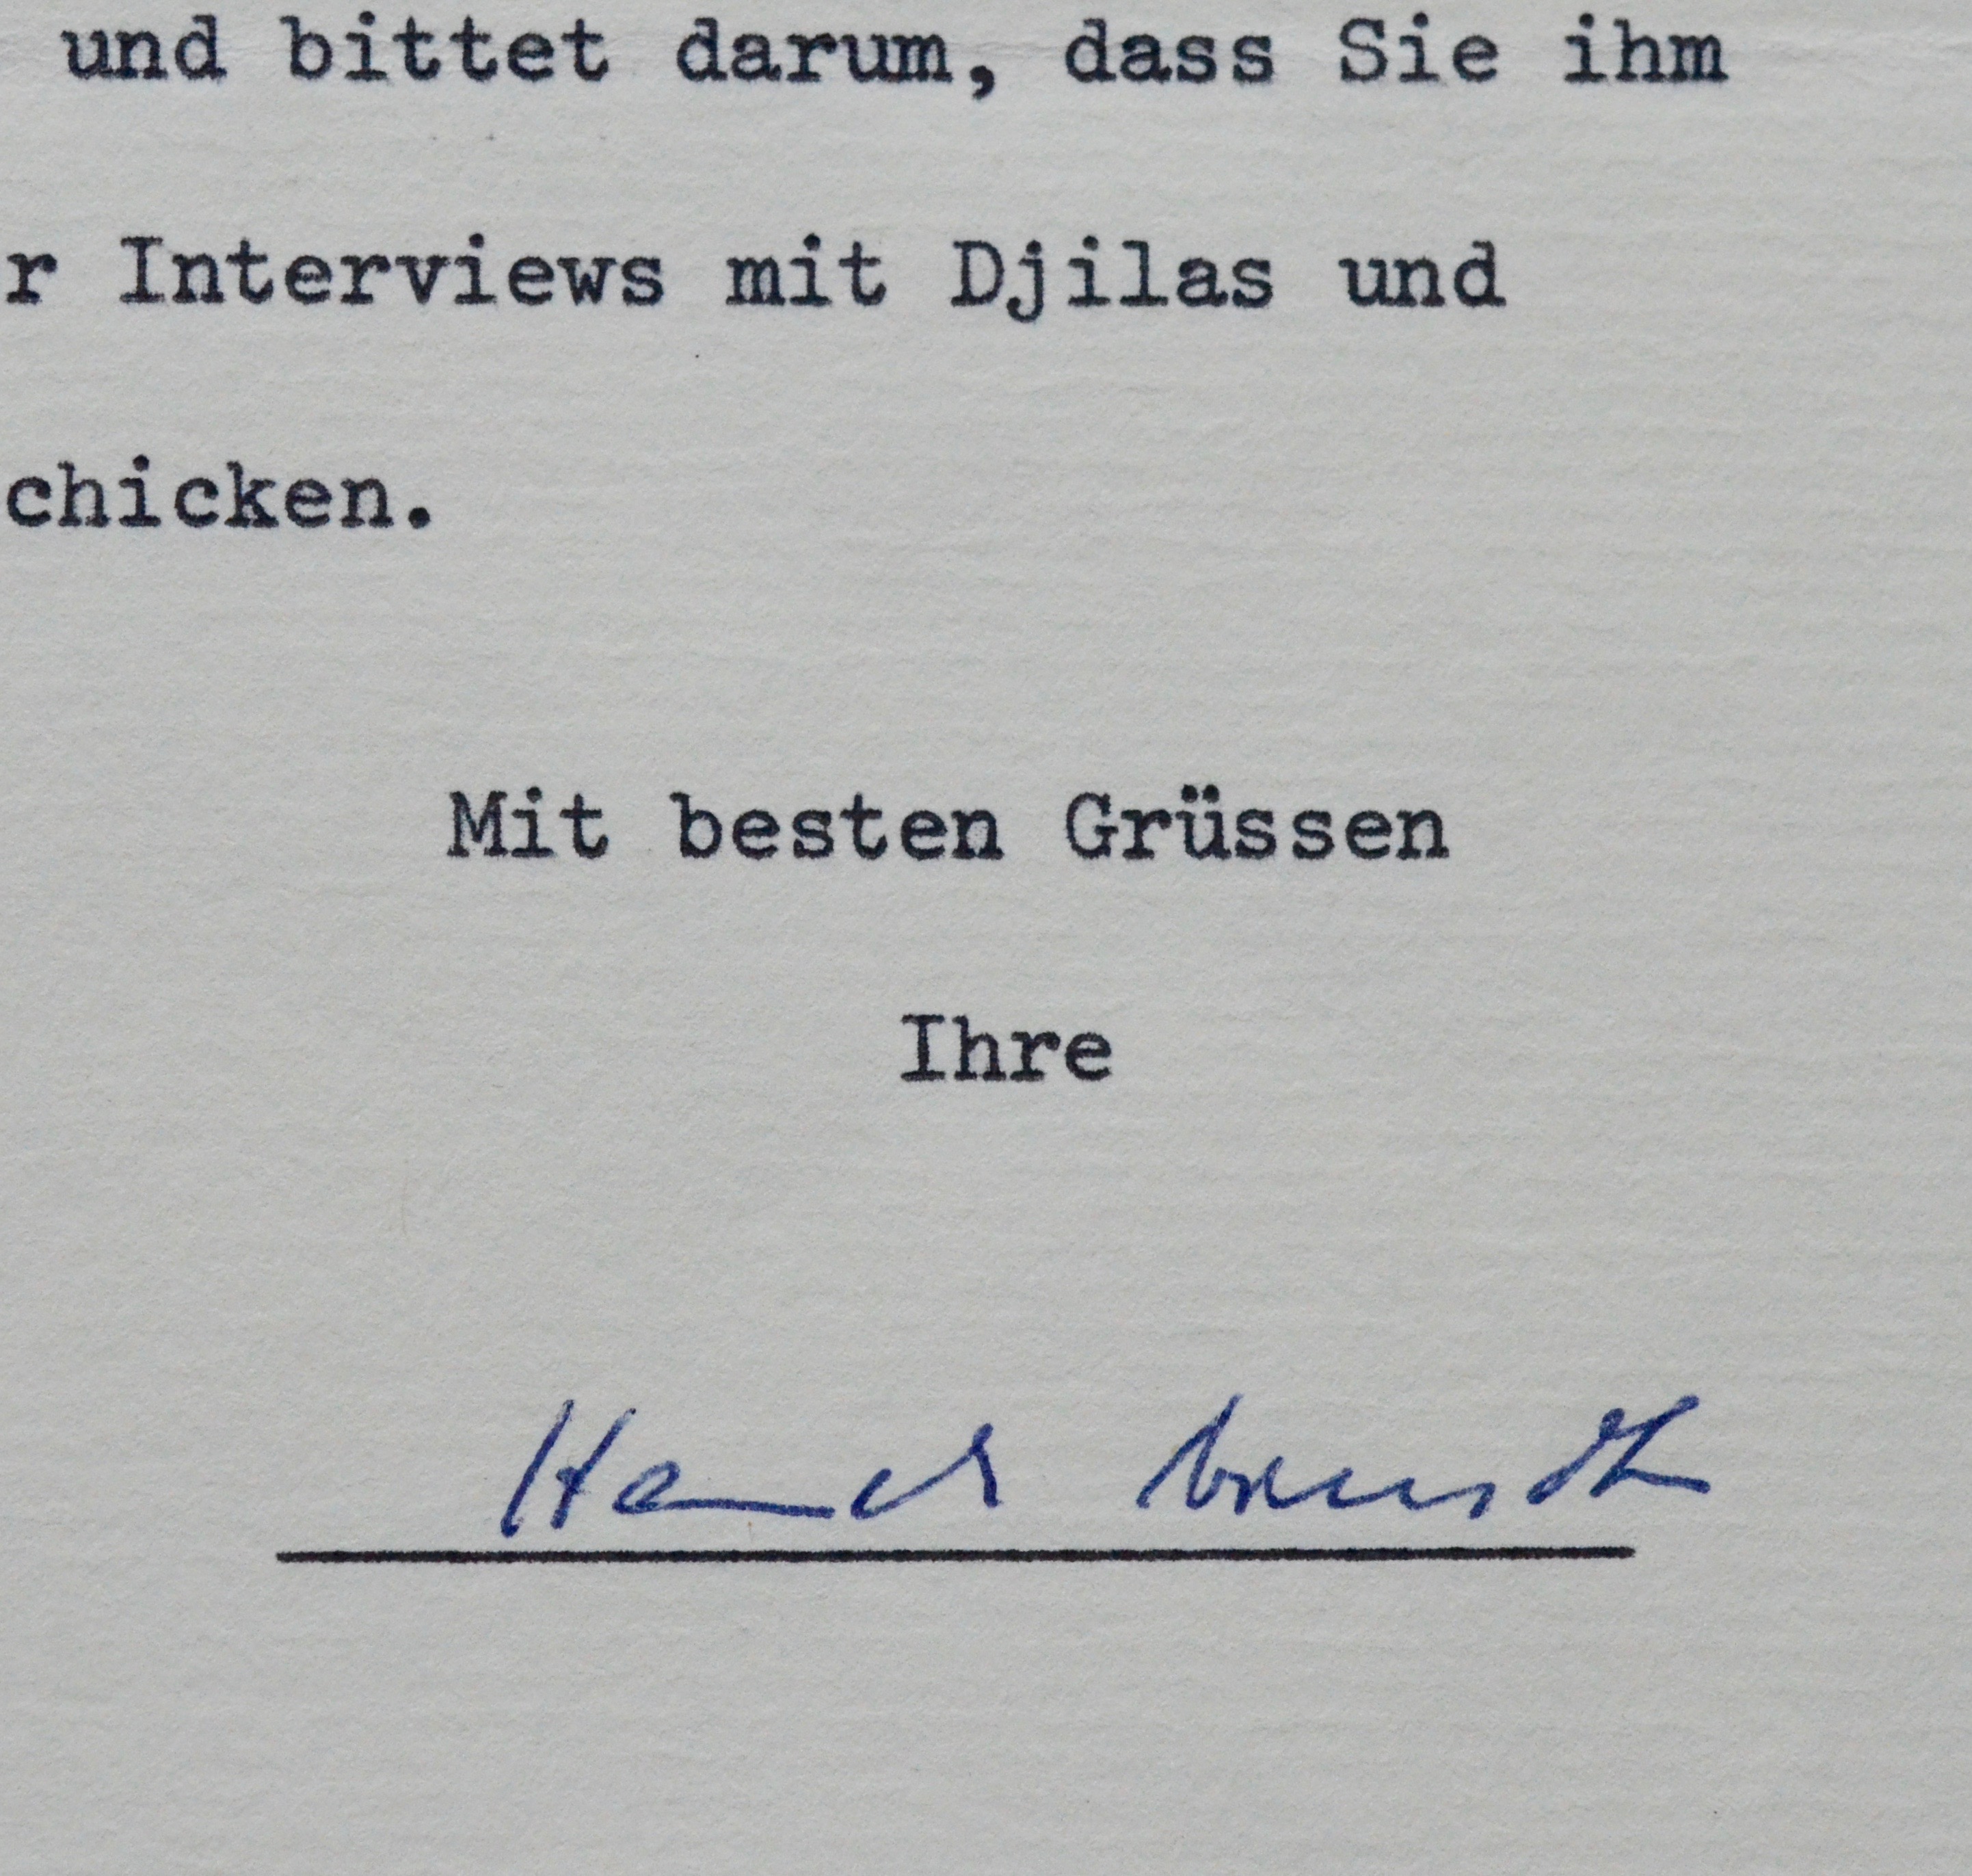 und bittet darum, dass Sie ihm
r Interviews mit Djilas und
chicken.
Mit besten Grüssen
Ihre